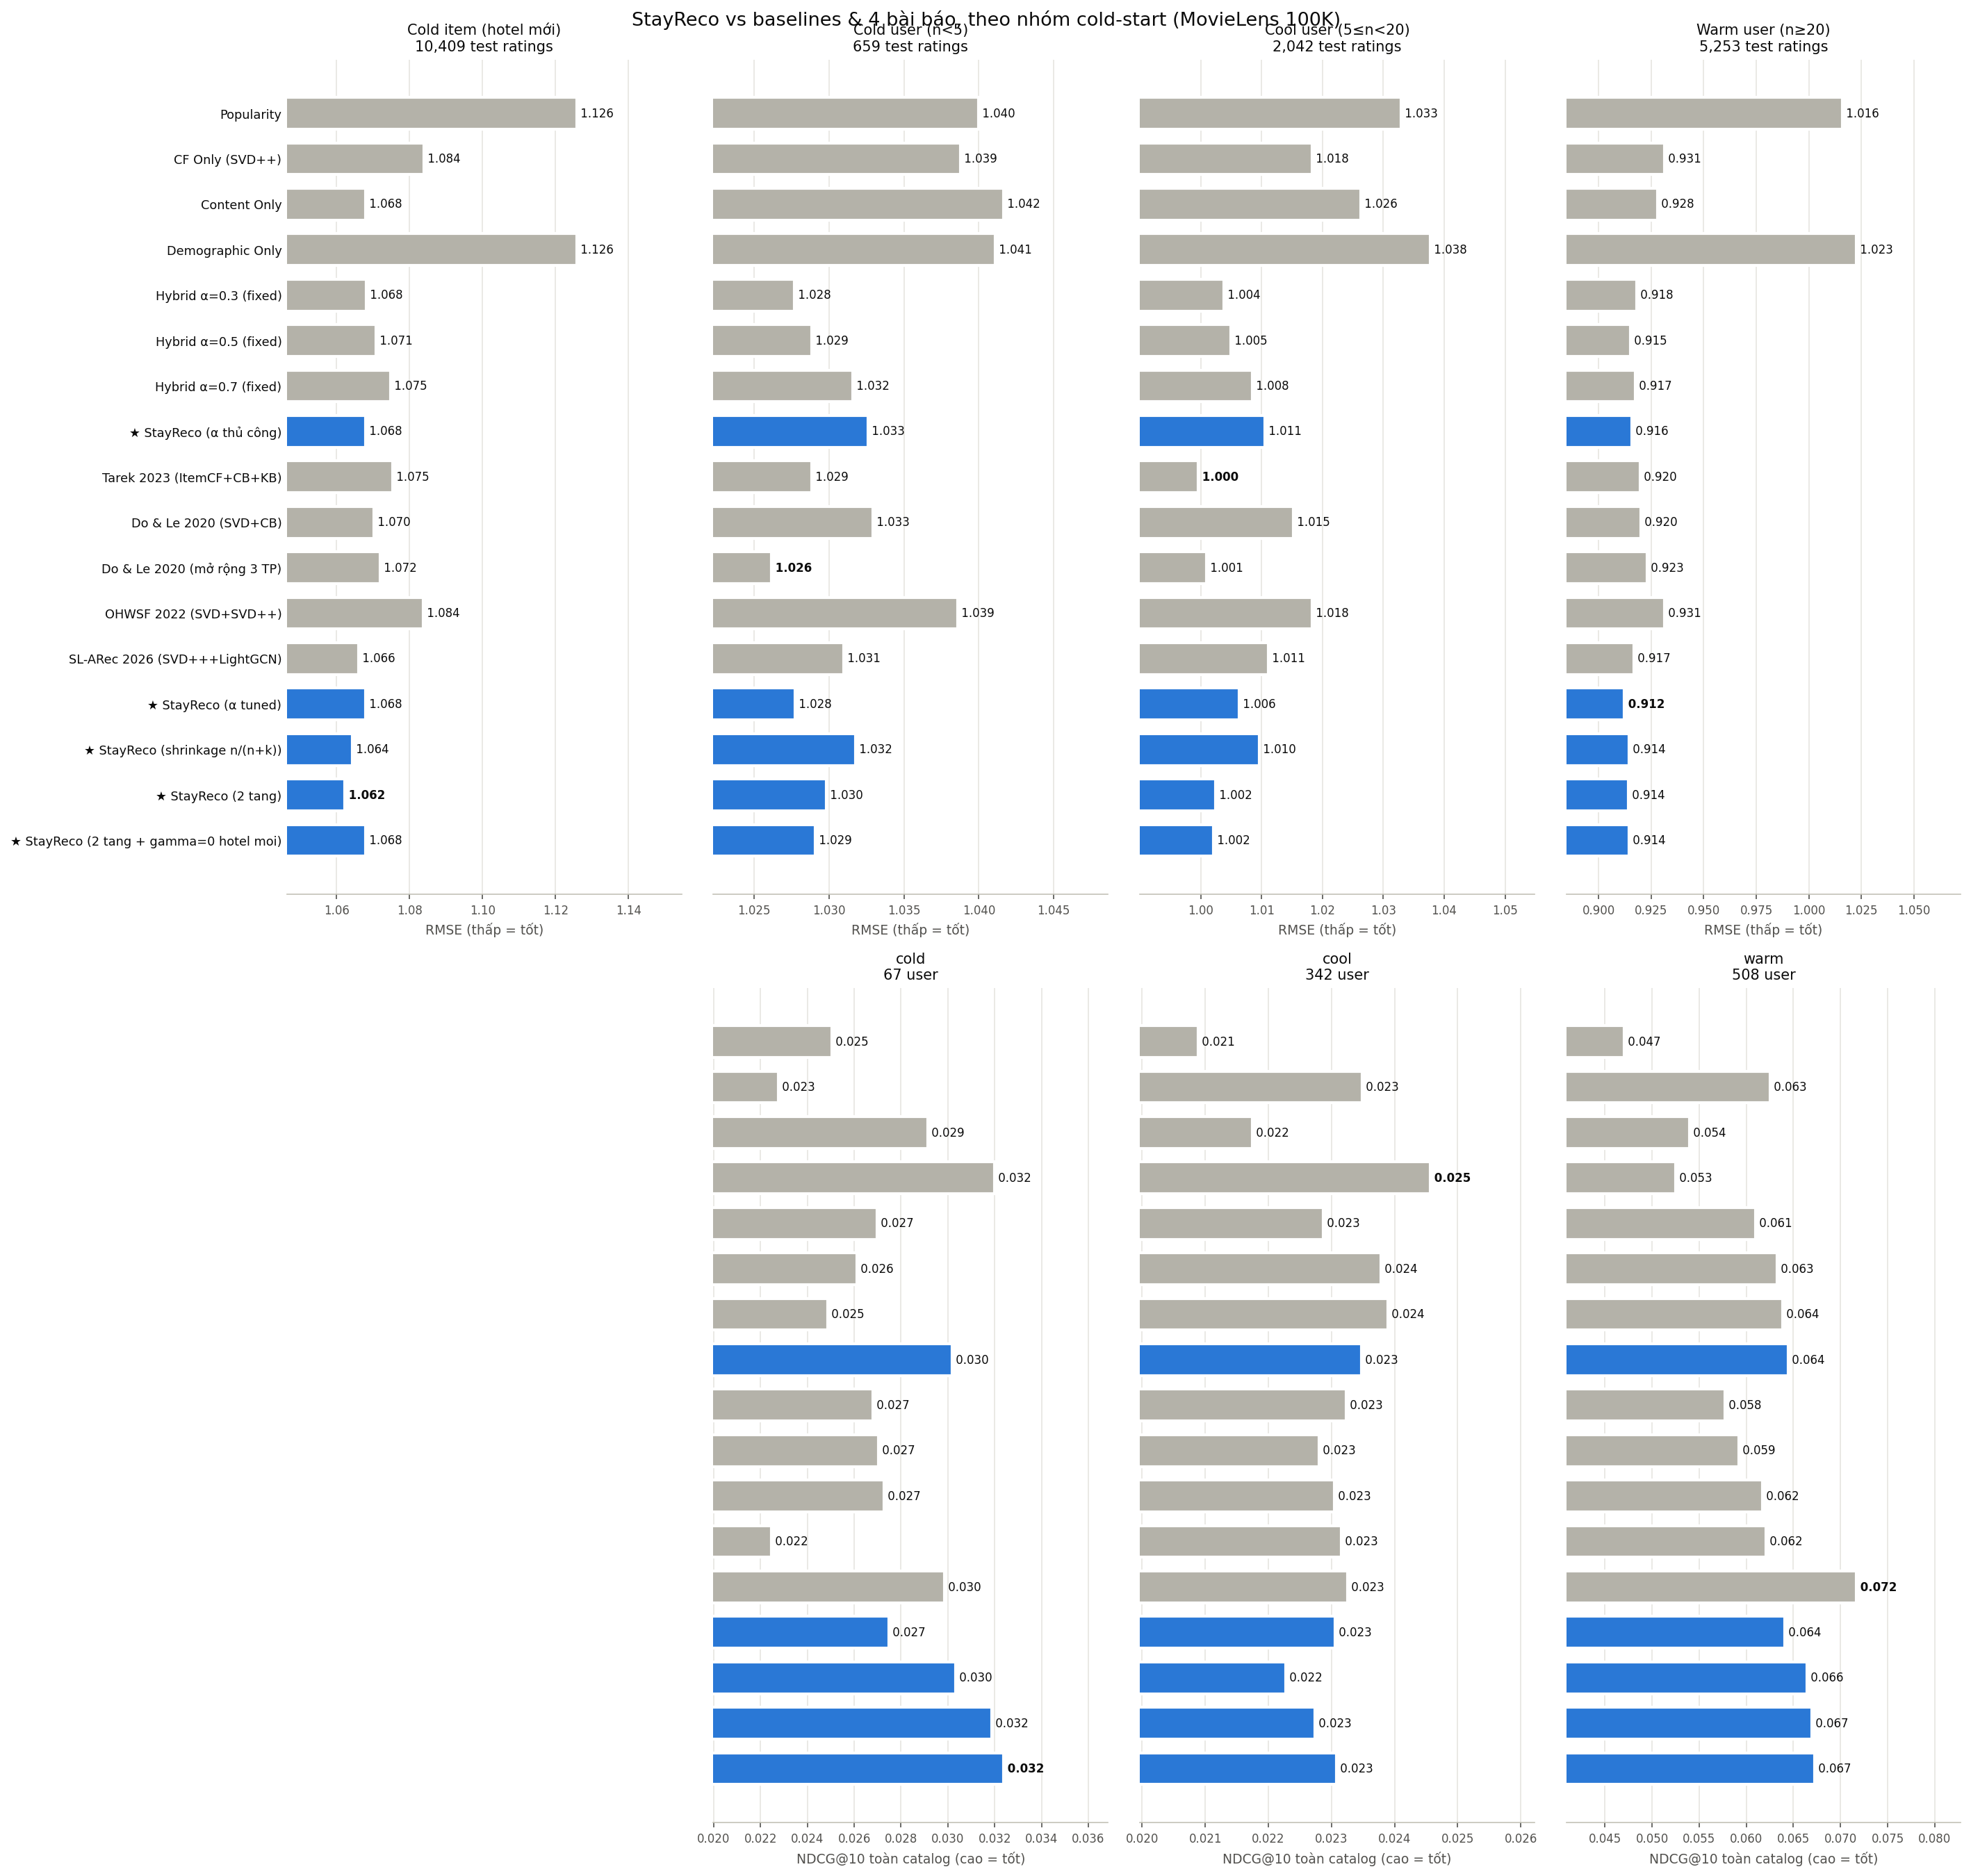 StayReco vs baselines & 4 bài báo, theo nhóm cold-start (MovieLens 100K)
Cold item (hotel mới)
10,409 test ratings
Cold user (n<5)
659 test ratings
Cool user (5≤n<20)
2,042 test ratings
Warm user (n≥20)
5,253 test ratings
Popularity 1.126 1.040 1.033 1.016
CF Only (SVD++) 1.084 1.039 1.018 0.931
Content Only 1.068 1.042 1.026 0.928
Demographic Only 1.126 1.041 1.038 1.023
Hybrid α=0.3 (fixed) 1.068 1.028 1.004 0.918
Hybrid α=0.5 (fixed) 1.071 1.029 1.005 0.915
Hybrid α=0.7 (fixed) 1.075 1.032 1.008 0.917
★ StayReco (α thủ công) 1.068 1.033 1.011 0.916
Tarek 2023 (ItemCF+CB+KB) 1.075 1.029 1.000 0.920
Do & Le 2020 (SVD+CB) 1.070 1.033 1.015 0.920
Do & Le 2020 (mở rộng 3 TP) 1.072 1.026 1.001 0.923
OHWSF 2022 (SVD+SVD++) 1.084 1.039 1.018 0.931
SL-ARec 2026 (SVD+++LightGCN) 1.066 1.031 1.011 0.917
★ StayReco (α tuned) 1.068 1.028 1.006 0.912
★ StayReco (shrinkage n/(n+k)) 1.064 1.032 1.010 0.914
★ StayReco (2 tang) 1.062 1.030 1.002 0.914
★ StayReco (2 tang + gamma=0 hotel moi) 1.068 1.029 1.002 0.914
1.06 1.08 1.10 1.12 1.14 1.025 1.030 1.035 1.040 1.045 1.00 1.01 1.02 1.03 1.04 1.05 0.900 0.925 0.950 0.975 1.000 1.025 1.050
RMSE (thấp = tốt) RMSE (thấp = tốt) RMSE (thấp = tốt) RMSE (thấp = tốt)
cold
67 user
cool
342 user
warm
508 user
0.025 0.021 0.047
0.023 0.023 0.063
0.029 0.022 0.054
0.032 0.025 0.053
0.027 0.023 0.061
0.026 0.024 0.063
0.025 0.024 0.064
0.030 0.023 0.064
0.027 0.023 0.058
0.027 0.023 0.059
0.027 0.023 0.062
0.022 0.023 0.062
0.030 0.023 0.072
0.027 0.023 0.064
0.030 0.022 0.066
0.032 0.023 0.067
0.032 0.023 0.067
0.020 0.022 0.024 0.026 0.028 0.030 0.032 0.034 0.036 0.020 0.021 0.022 0.023 0.024 0.025 0.026 0.045 0.050 0.055 0.060 0.065 0.070 0.075 0.080
NDCG@10 toàn catalog (cao = tốt) NDCG@10 toàn catalog (cao = tốt) NDCG@10 toàn catalog (cao = tốt)